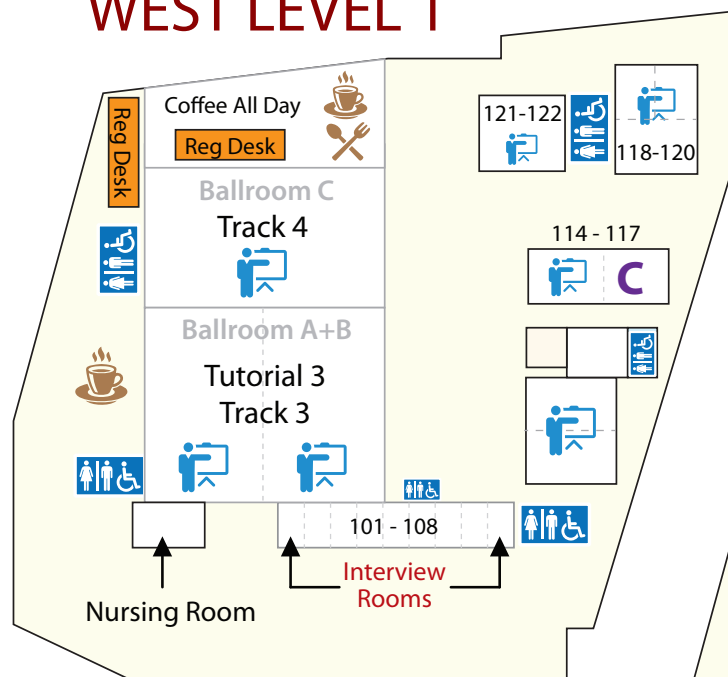 WEST LEVEL 1
Coffee All Day
Reg Desk
Reg Desk
Ballroom C
Track 4
Ballroom A+B
Tutorial 3
Track 3
121-122
118-120
114 - 117
C
101 - 108
Interview
Rooms
Nursing Room